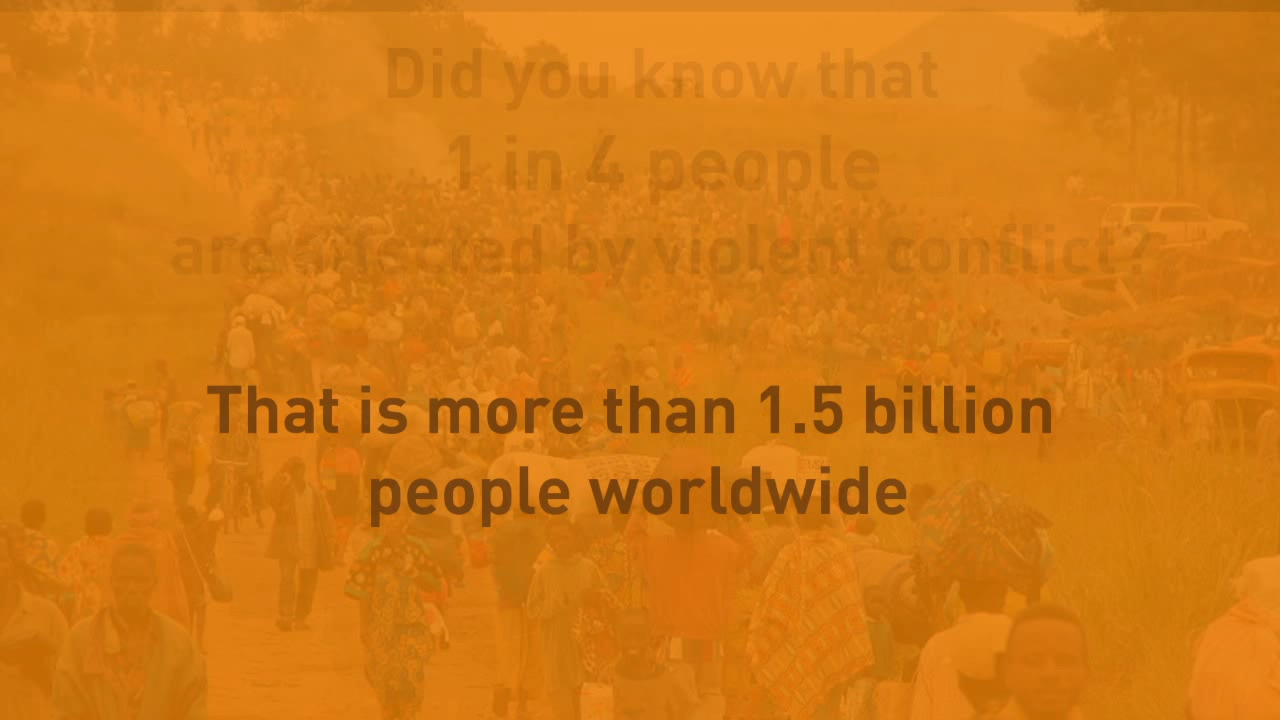 Did you know that
1 in 4 people
are affected by violent conflict?
That is more than 1.5 billion
people worldwide